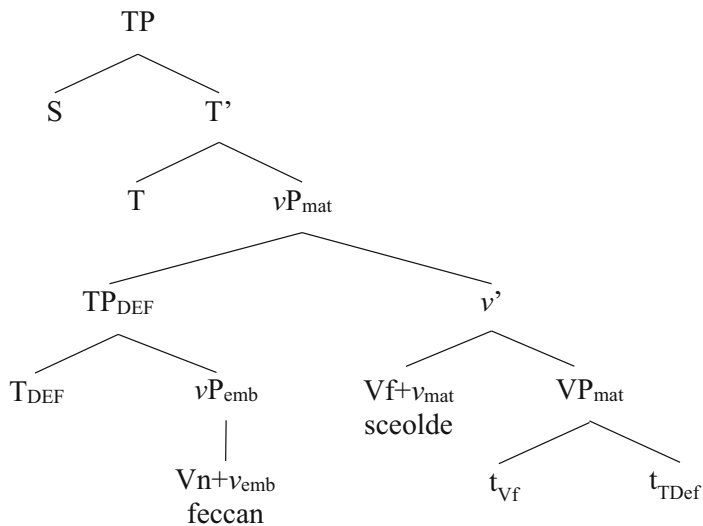 TP
S T’
T vPmat
TPDEF v’
TDEF vPemb Vf+vmat VPmat
sceolde
Vn+vemb tVf tTDef
feccan